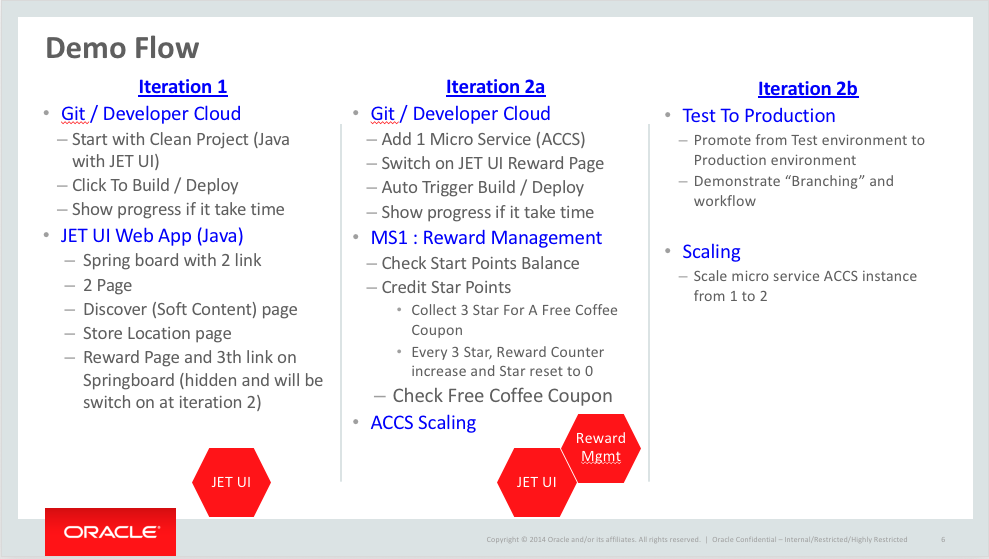 Demo Flow
Iteration 1
• Git / Developer Cloud
– Start with Clean Project (Java
with JET UI)
– Click To Build / Deploy
– Show progress if it take time
• JET UI Web App (Java)
– Spring board with 2 link
– 2 Page
– Discover (Soft Content) page
– Store Location page
– Reward Page and 3th link on
Springboard (hidden and will be
switch on at iteration 2)
JET UI
Iteration 2a
• Git / Developer Cloud
– Add 1 Micro Service (ACCS)
– Switch on JET UI Reward Page
– Auto Trigger Build / Deploy
– Show progress if it take time
• MS1 : Reward Management
– Check Start Points Balance
– Credit Star Points
• Collect 3 Star For A Free Coffee
Coupon
• Every 3 Star, Reward Counter
increase and Star reset to 0
– Check Free Coffee Coupon
• ACCS Scaling
Reward
Mgmt
JET UI
Iteration 2b
• Test To Production
– Promote from Test environment to
Production environment
– Demonstrate “Branching” and
workflow
• Scaling
– Scale micro service ACCS instance
from 1 to 2
ORACLE®
Copyright © 2014 Oracle and/or its affiliates. All rights reserved. | Oracle Confidential – Internal/Restricted/Highly Restricted
6